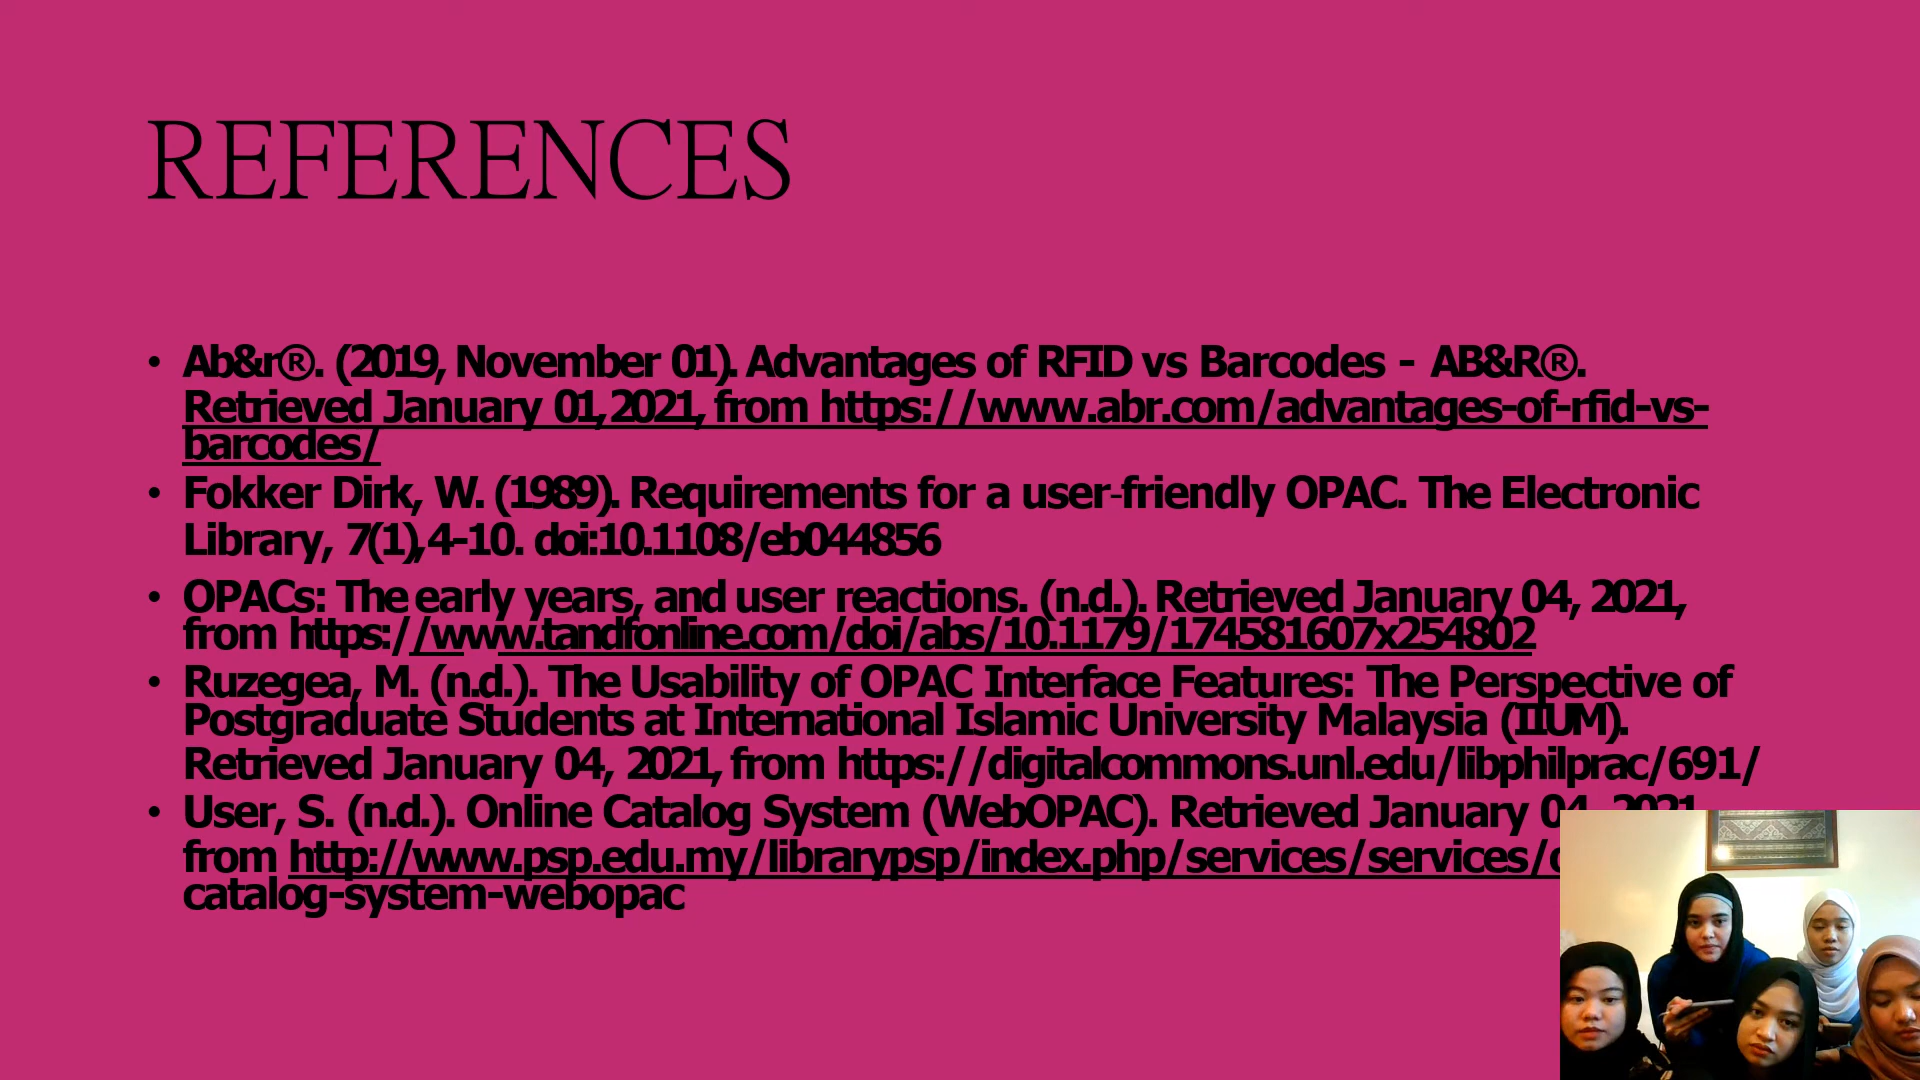 REFERENCES
• Ab&r®. (2019, November 01). Advantages of RFID vs Barcodes - AB&R®.
Retrieved January 01, 2021, from https://www.abr.com/advantages-of-rfid-vs-
barcodes/
• Fokker Dirk, W. (1989). Requirements for a user-friendly OPAC. The Electronic
Library, 7(1), 4-10. doi:10.1108/eb044856
• OPACs: The early years, and user reactions. (n.d.). Retrieved January 04, 2021,
from https://www.tandfonline.com/doi/abs/10.1179/174581607x254802
• Ruzegea, M. (n.d.). The Usability of OPAC Interface Features: The Perspective of
Postgraduate Students at International Islamic University Malaysia (IIUM).
Retrieved January 04, 2021, from https://digitalcommons.unl.edu/libphilprac/691/
• User, S. (n.d.). Online Catalog System (WebOPAC). Retrieved January 04, 2021
from http://www.psp.edu.my/librarypsp/index.php/services/services/
catalog-system-webopac